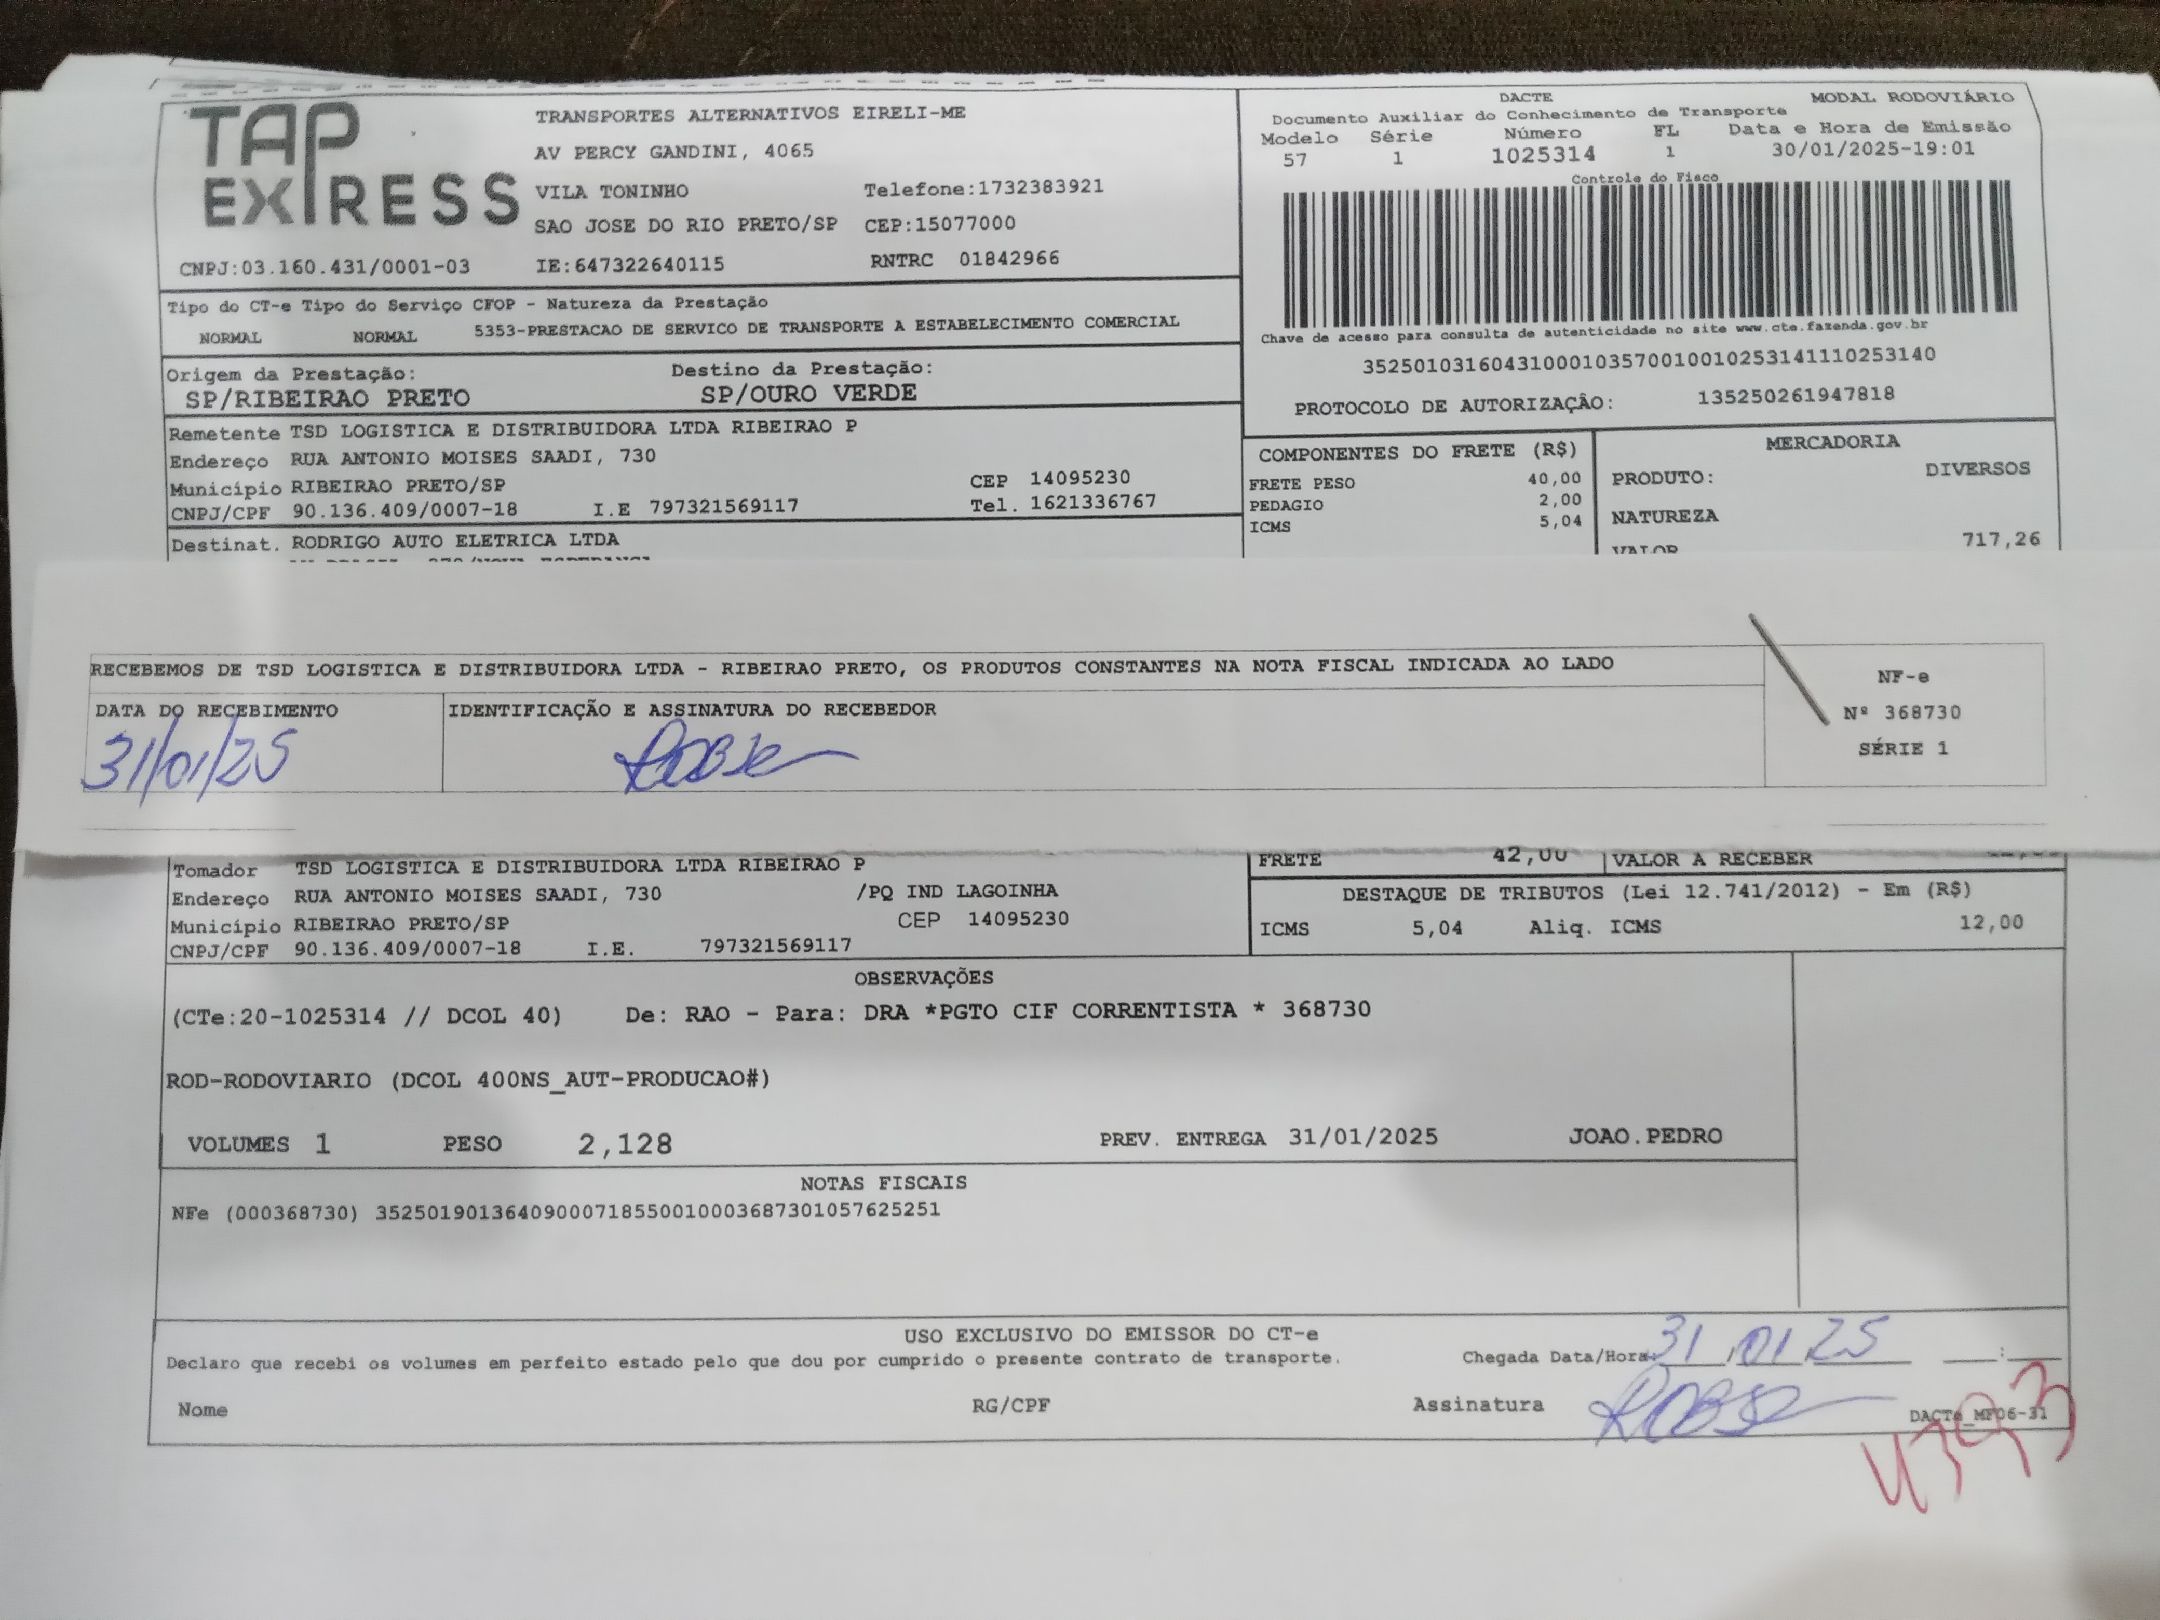 TAP EXPRESS
TRANSPORTES ALTERNATIVOS EIRELI-ME
AV PERCY GANDINI, 4065
VILA TONINHO Telefone:1732383921
SAO JOSE DO RIO PRETO/SP CEP:15077000
CNPJ:03.160.431/0001-03 IE:647322640115 RNTRC 01842966
DACTE MODAL RODOVIÁRIO
Documento Auxiliar do Conhecimento de Transporte
Modelo Série Número FL Data e Hora de Emissão
57 1 1025314 1 30/01/2025-19:01
Controle do Fisco
Chave de acesso para consulta de autenticidade no site www.cte.fazenda.gov.br
35250103160431000103570010010253141110253140
PROTOCOLO DE AUTORIZAÇÂO: 135250261947818
Tipo do CT-e Tipo do Serviço CFOP - Natureza da Prestação
NORMAL NORMAL 5353-PRESTACAO DE SERVICO DE TRANSPORTE A ESTABELECIMENTO COMERCIAL
Origem da Prestação: Destino da Prestação:
SP/RIBEIRAO PRETO SP/OURO VERDE
Remetente TSD LOGISTICA E DISTRIBUIDORA LTDA RIBEIRAO P
Endereço RUA ANTONIO MOISES SAADI, 730
Município RIBEIRAO PRETO/SP CEP 14095230
CNPJ/CPF 90.136.409/0007-18 I.E 797321569117 Tel. 1621336767
Destinat. RODRIGO AUTO ELETRICA LTDA
COMPONENTES DO FRETE (R$)
FRETE PESO 40,00
PEDAGIO 2,00
ICMS 5,04
MERCADORIA
PRODUTO: DIVERSOS
NATUREZA
VALOR 717,26
RECEBEMOS DE TSD LOGISTICA E DISTRIBUIDORA LTDA - RIBEIRAO PRETO, OS PRODUTOS CONSTANTES NA NOTA FISCAL INDICADA AO LADO
DATA DO RECEBIMENTO IDENTIFICAÇÃO E ASSINATURA DO RECEBEDOR
31/01/25
NF-e
Nº 368730
SÉRIE 1
Tomador TSD LOGISTICA E DISTRIBUIDORA LTDA RIBEIRAO P
Endereço RUA ANTONIO MOISES SAADI, 730 /PQ IND LAGOINHA
Município RIBEIRAO PRETO/SP CEP 14095230
CNPJ/CPF 90.136.409/0007-18 I.E. 797321569117
FRETE 42,00 VALOR A RECEBER
DESTAQUE DE TRIBUTOS (Lei 12.741/2012) - Em (R$)
ICMS 5,04 Aliq. ICMS 12,00
OBSERVAÇÕES
(CTe:20-1025314 // DCOL 40) De: RAO - Para: DRA *PGTO CIF CORRENTISTA * 368730
ROD-RODOVIARIO (DCOL 400NS_AUT-PRODUCAO#)
VOLUMES 1 PESO 2,128 PREV. ENTREGA 31/01/2025 JOAO.PEDRO
NOTAS FISCAIS
NFe (000368730) 35250190136409000718550010003687301057625251
USO EXCLUSIVO DO EMISSOR DO CT-e
Declaro que recebi os volumes em perfeito estado pelo que dou por cumprido o presente contrato de transporte. Chegada Data/Hora: 31/01/25
Nome RG/CPF Assinatura DACTe_MF06-31
4393